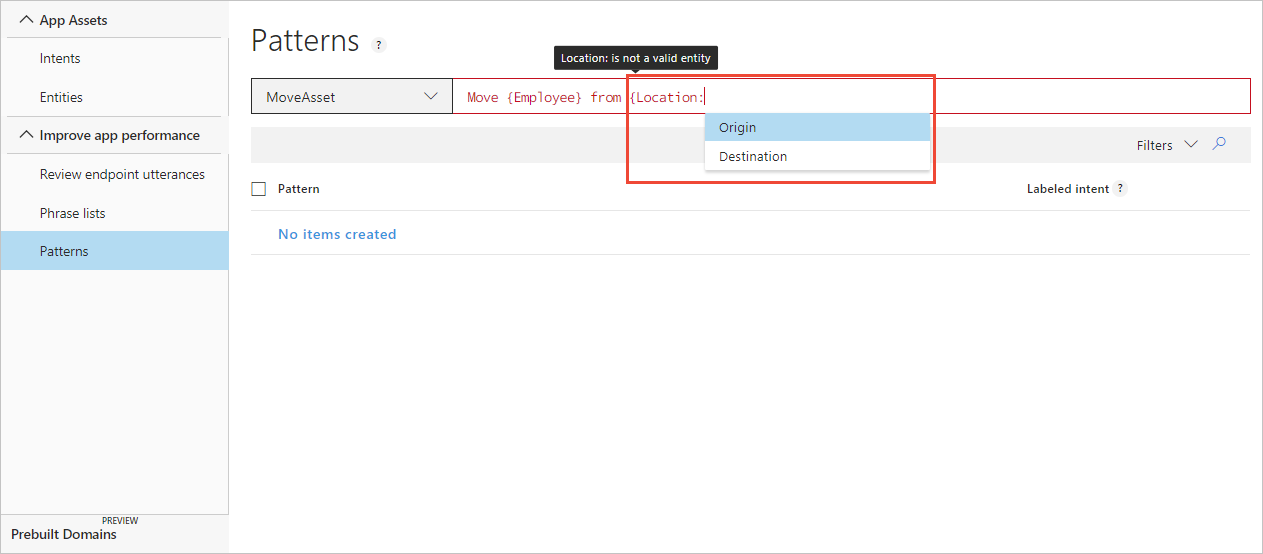 App Assets
Intents
Entities
Improve app performance
Review endpoint utterances
Phrase lists
Patterns
PREVIEW
Prebuilt Domains
Patterns ?
Location: is not a valid entity
MoveAsset
Move {Employee} from {Location:
Origin
Destination
Filters
Pattern
Labeled intent ?
No items created